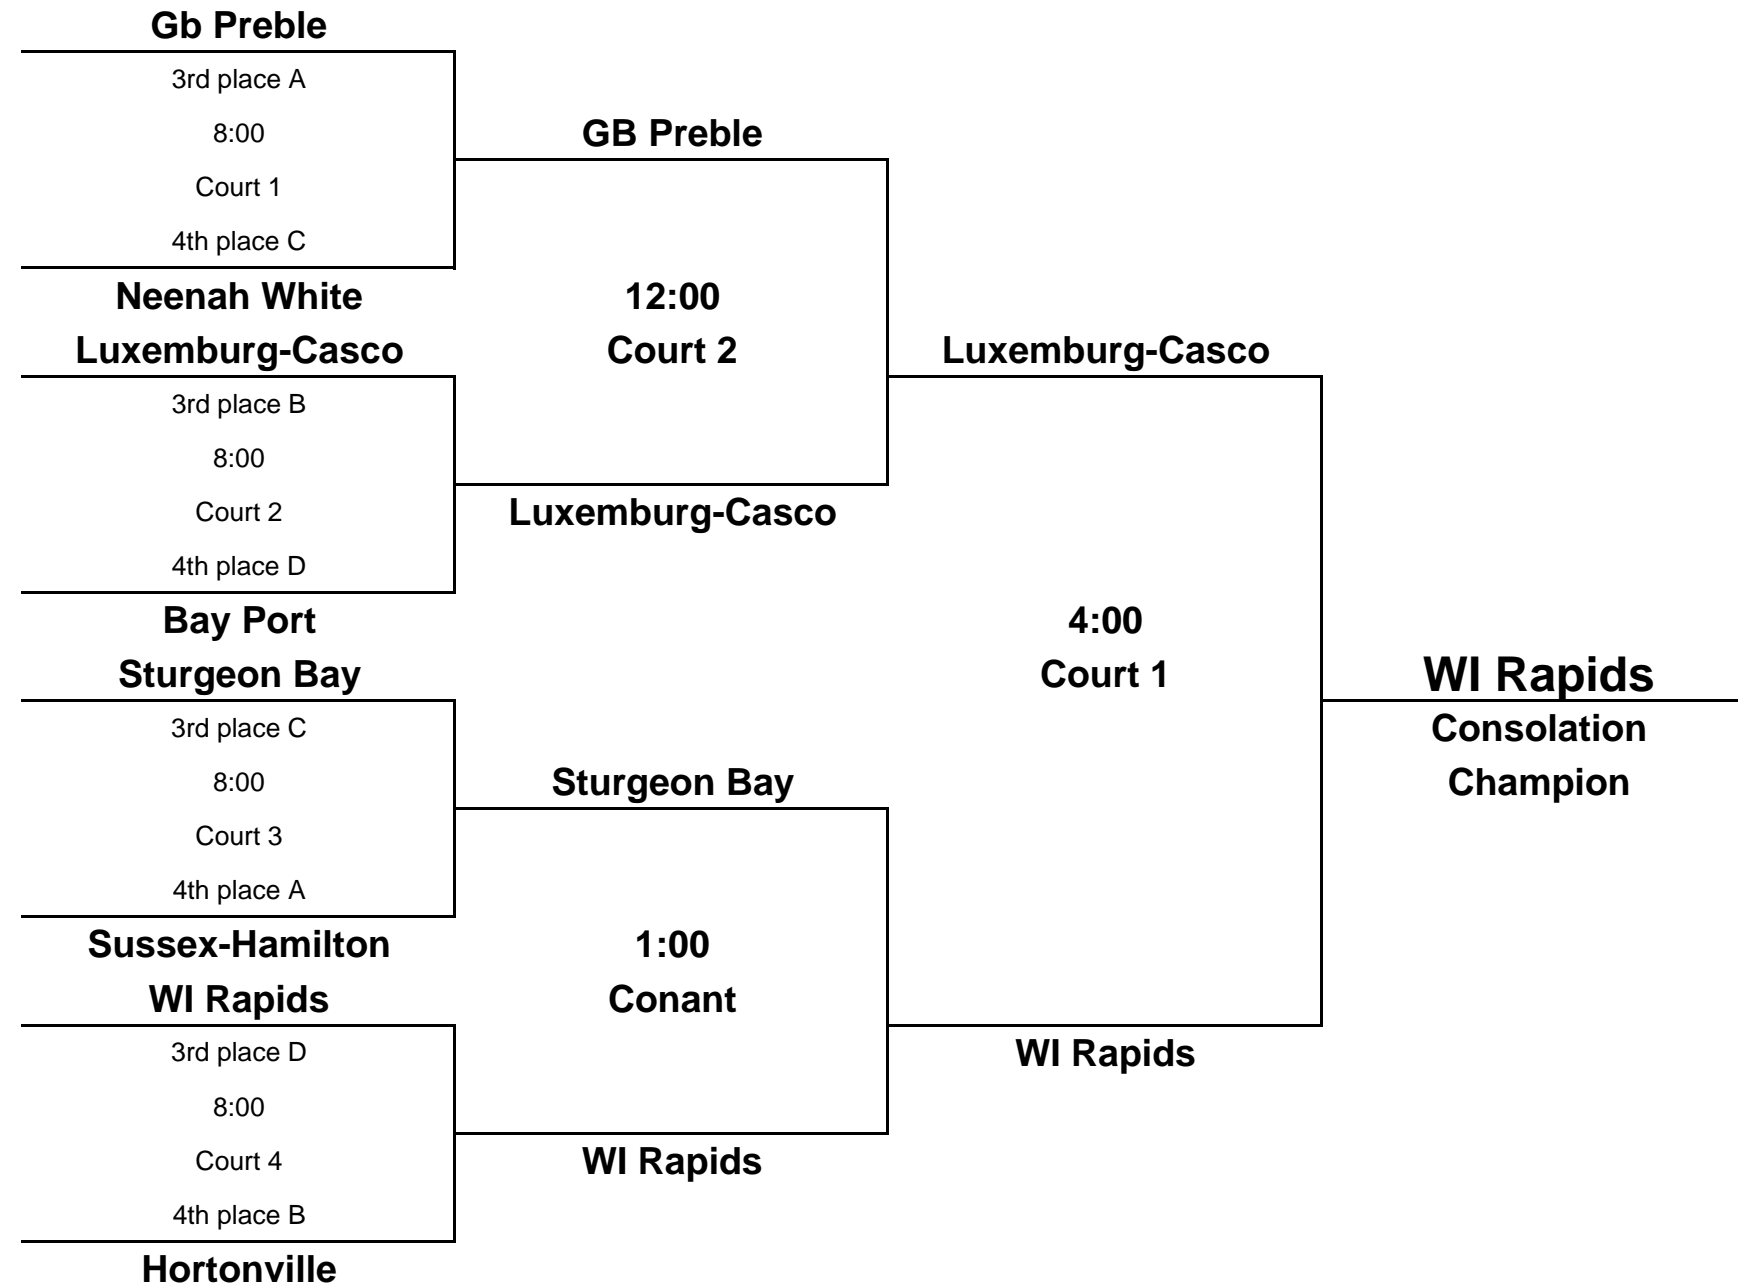 Gb Preble
3rd place A
8:00
GB Preble
Court 1
4th place C
Neenah White
12:00
Luxemburg-Casco
Court 2
Luxemburg-Casco
3rd place B
8:00
Court 2
Luxemburg-Casco
4th place D
Bay Port
4:00
Sturgeon Bay
Court 1
WI Rapids
3rd place C
Consolation
8:00
Sturgeon Bay
Champion
Court 3
4th place A
Sussex-Hamilton
1:00
WI Rapids
Conant
3rd place D
WI Rapids
8:00
Court 4
WI Rapids
4th place B
Hortonville